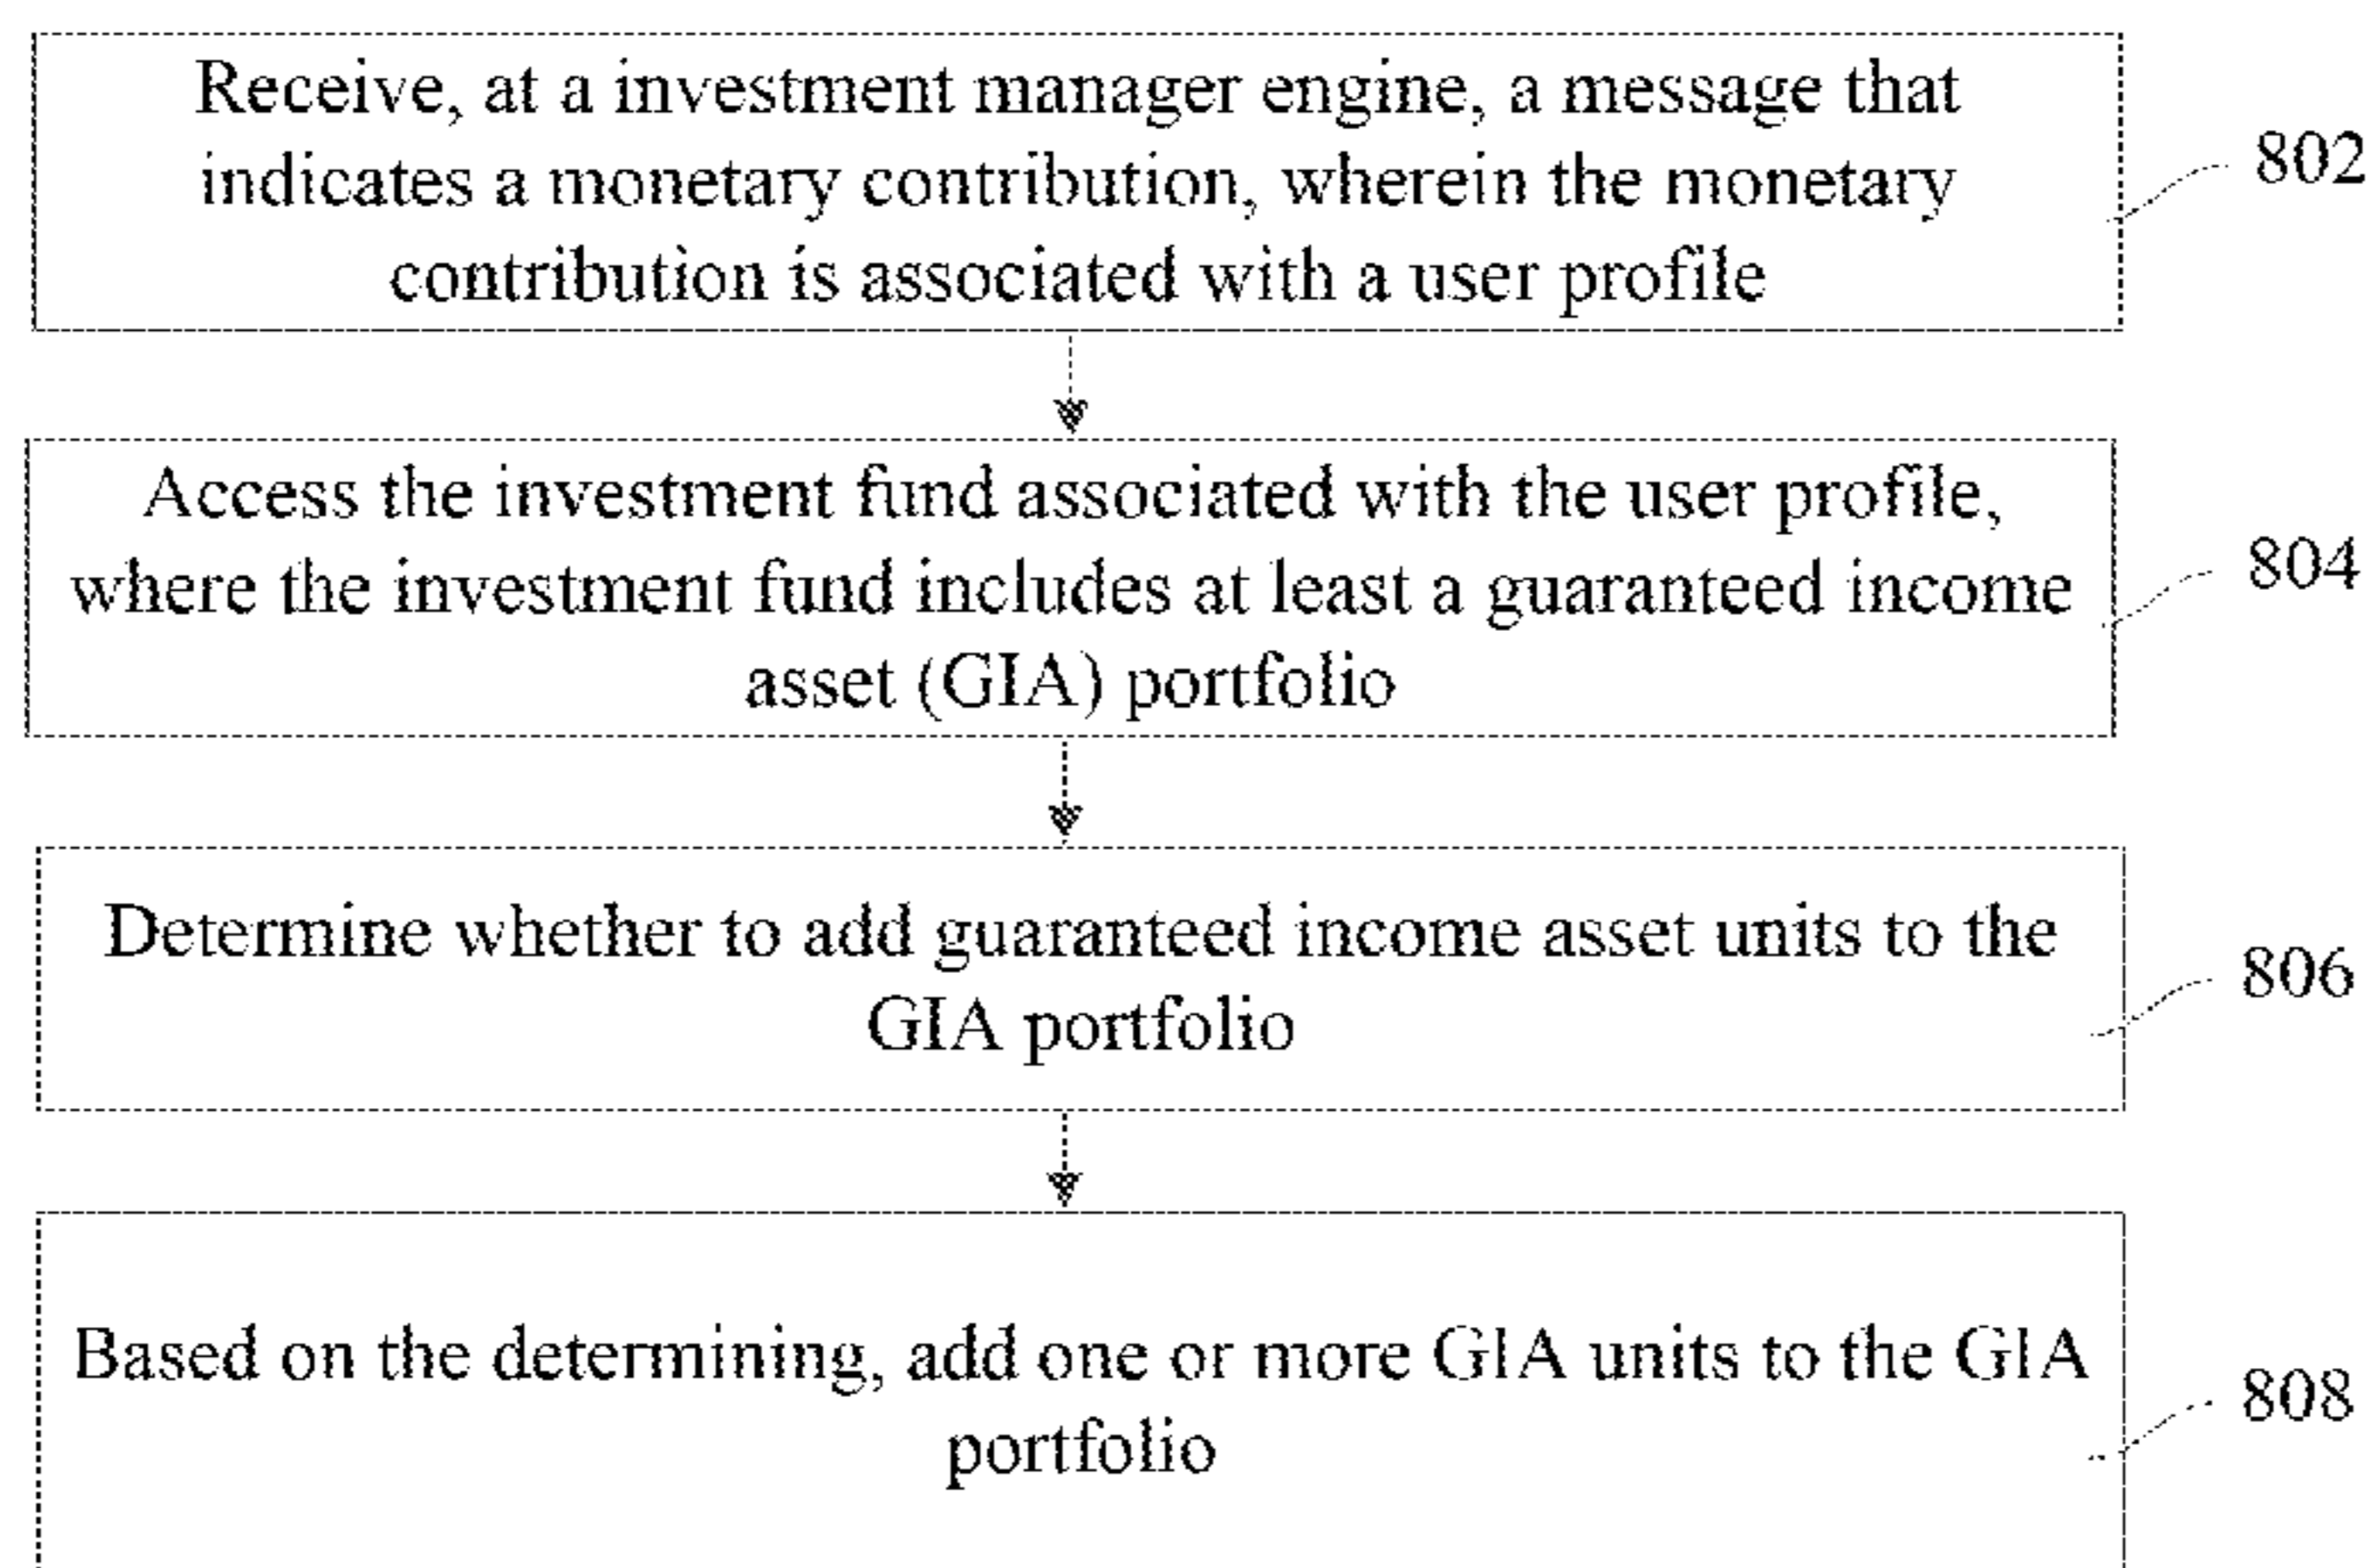 Receive, at a investment manager engine, a message that
indicates a monetary contribution, wherein the monetary
contribution is associated with a user profile
802
Access the investment fund associated with the user profile,
where the investment fund includes at least a guaranteed income
asset (GIA) portfolio
804
Determine whether to add guaranteed income asset units to the
GIA portfolio
806
Based on the determining, add one or more GIA units to the GIA
portfolio
808